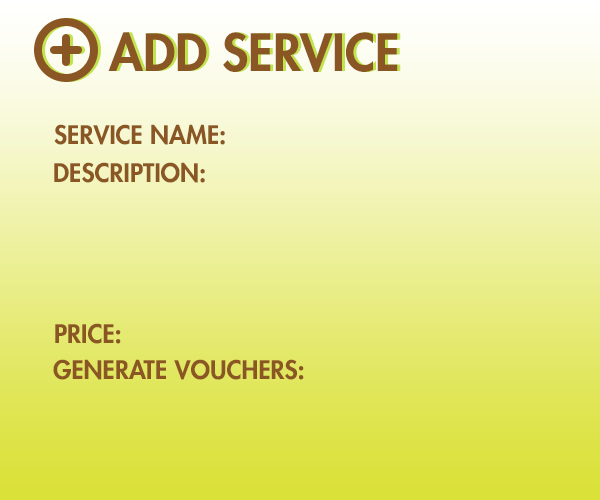 ADD SERVICE
SERVICE NAME:
DESCRIPTION:
PRICE:
GENERATE VOUCHERS: